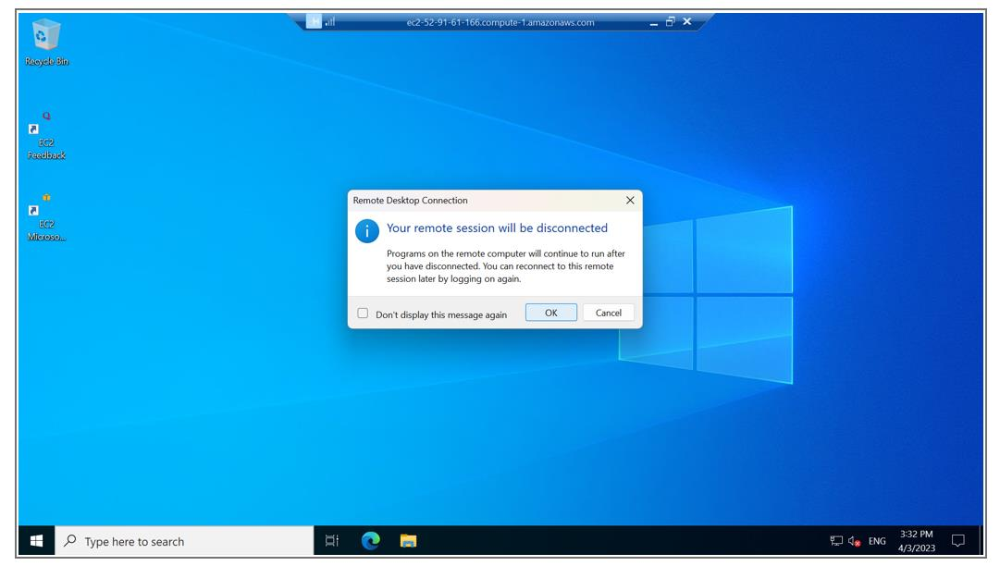 ec2-52-91-61-166.compute-1.amazonaws.com
Recycle Bin
EC2
Feedback
EC2
Microso...
Remote Desktop Connection
Your remote session will be disconnected
Programs on the remote computer will continue to run after
you have disconnected. You can reconnect to this remote
session later by logging on again.
Don't display this message again
OK
Cancel
Type here to search
ENG
3:32 PM
4/3/2023